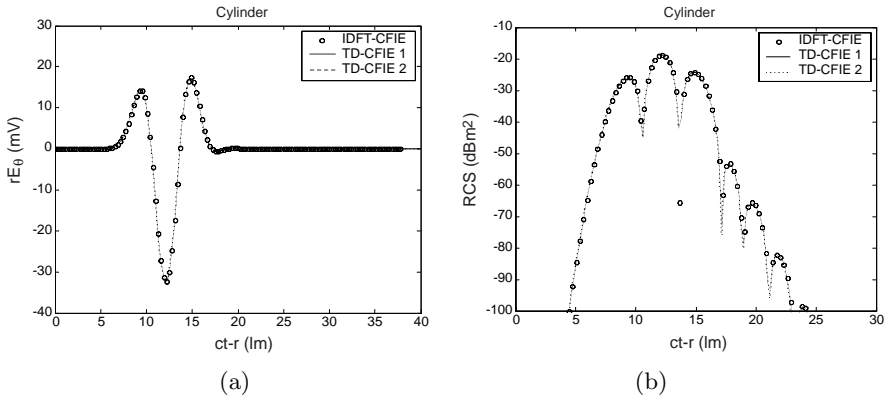 Cylinder
IDFT-CFIE
TD-CFIE 1
TD-CFIE 2
30
20
10
0
-10
-20
-30
-40
rEθ (mV)
0 5 10 15 20 25 30 35 40
ct-r (lm)
(a)
Cylinder
IDFT-CFIE
TD-CFIE 1
TD-CFIE 2
-10
-20
-30
-40
-50
-60
-70
-80
-90
-100
RCS (dBm²)
0 5 10 15 20 25 30
ct-r (lm)
(b)